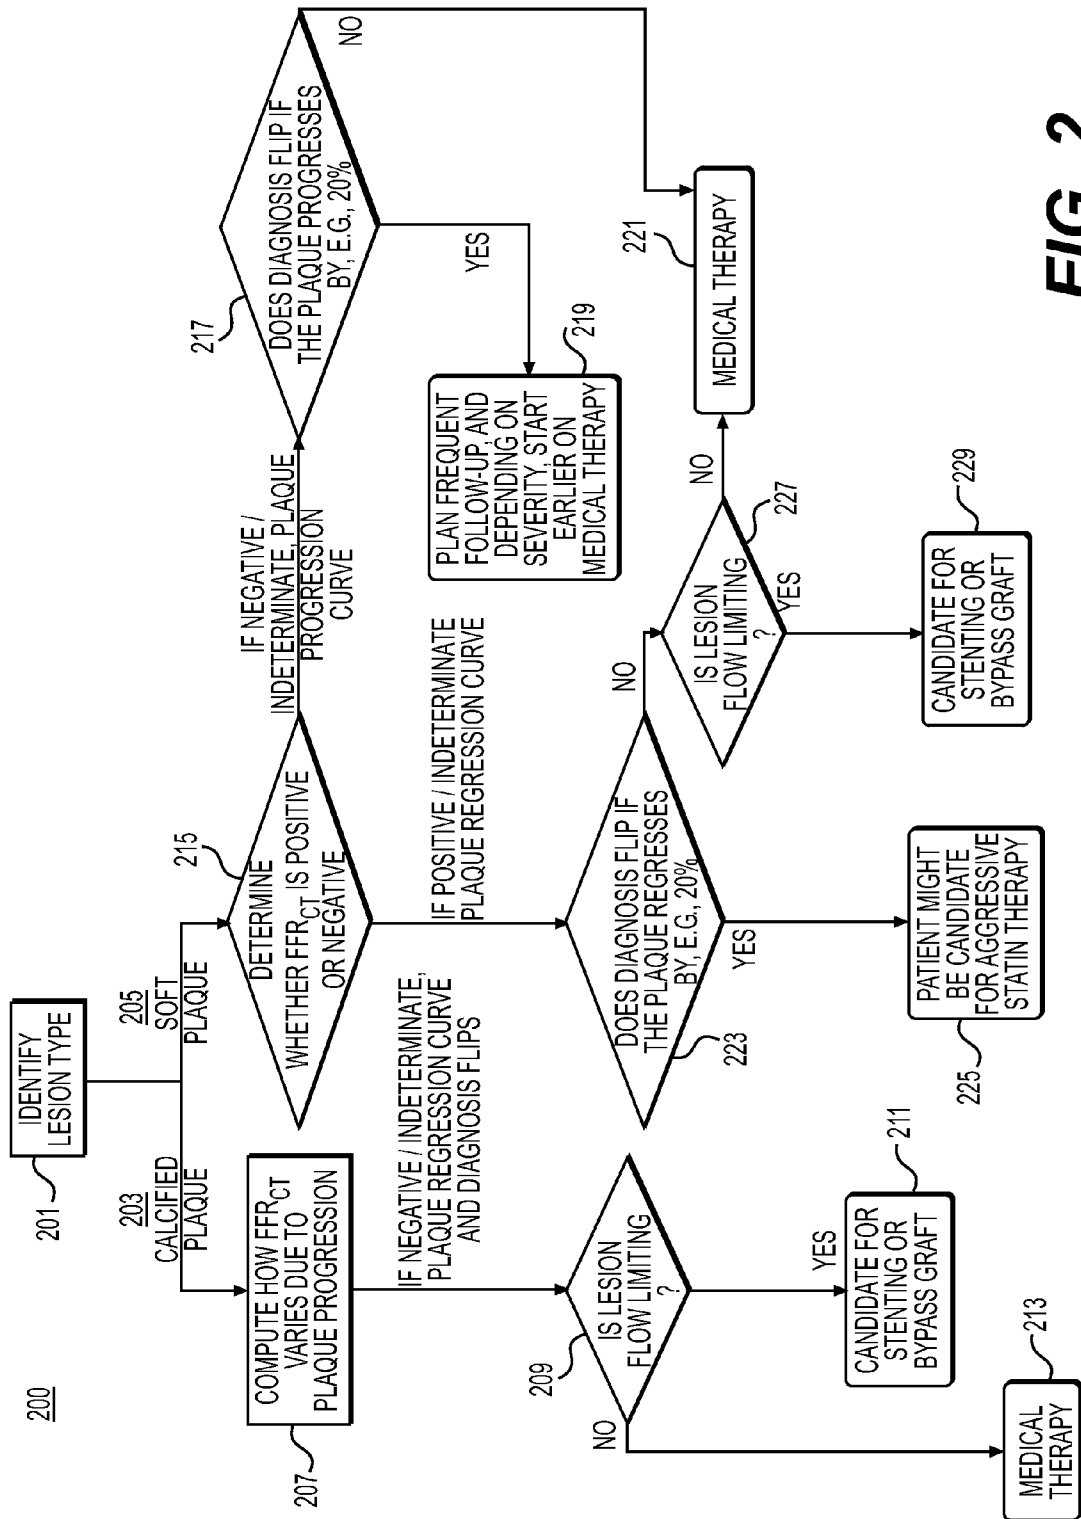 200
IDENTIFY
LESION TYPE
201
203
CALCIFIED
PLAQUE
205
SOFT
PLAQUE
COMPUTE HOW FFRCT
VARIES DUE TO
PLAQUE PROGRESSION
207
DETERMINE
WHETHER FFRCT IS POSITIVE
OR NEGATIVE
215
IF NEGATIVE /
INDETERMINATE, PLAQUE
PROGRESSION
CURVE
DOES DIAGNOSIS FLIP IF
THE PLAQUE PROGRESSES
BY, E.G., 20%
217
NO
YES
IF NEGATIVE / INDETERMINATE,
PLAQUE REGRESSION CURVE
AND DIAGNOSIS FLIPS
IF POSITIVE / INDETERMINATE
PLAQUE REGRESSION CURVE
PLAN FREQUENT
FOLLOW-UP, AND
DEPENDING ON
SEVERITY, START
EARLIER ON
MEDICAL THERAPY
219
IS LESION
FLOW LIMITING
?
209
NO
YES
DOES DIAGNOSIS FLIP IF
THE PLAQUE REGRESSES
BY, E.G., 20%
223
NO
YES
IS LESION
FLOW LIMITING
?
227
NO
YES
MEDICAL THERAPY
221
CANDIDATE FOR
STENTING OR
BYPASS GRAFT
211
PATIENT MIGHT
BE CANDIDATE
FOR AGGRESSIVE
STATIN THERAPY
225
CANDIDATE FOR
STENTING OR
BYPASS GRAFT
229
MEDICAL
THERAPY
213
FIG. 2